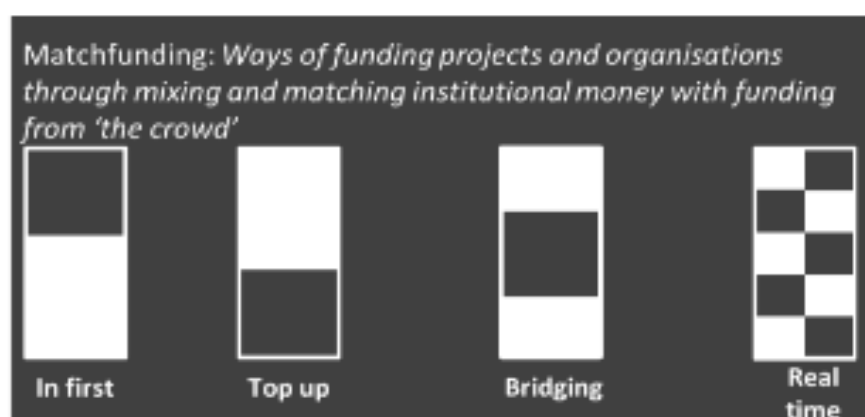 Matchfunding: Ways of funding projects and organisations
through mixing and matching institutional money with funding
from ‘the crowd’
In first
Top up
Bridging
Real
time